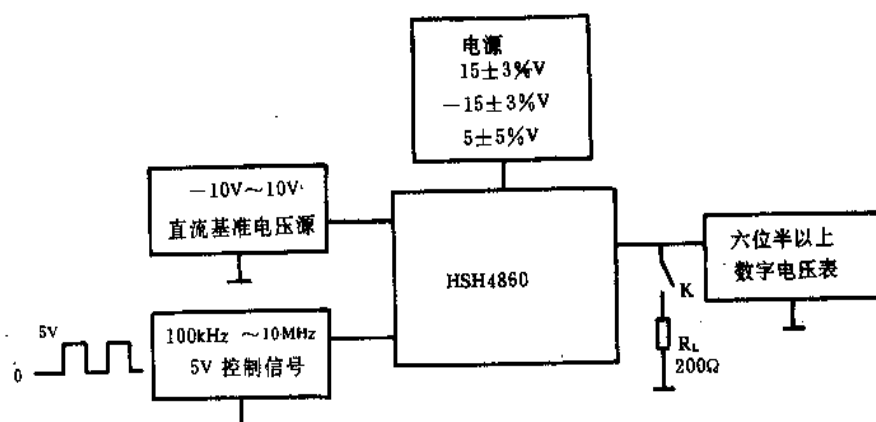 电源
15±3%V
－15±3%V
5±5%V
－10V～10V
直流基准电压源
HSH4860
六位半以上
数字电压表
K
R_L
200Ω
5V
0
100kHz ～10MHz
5V 控制信号